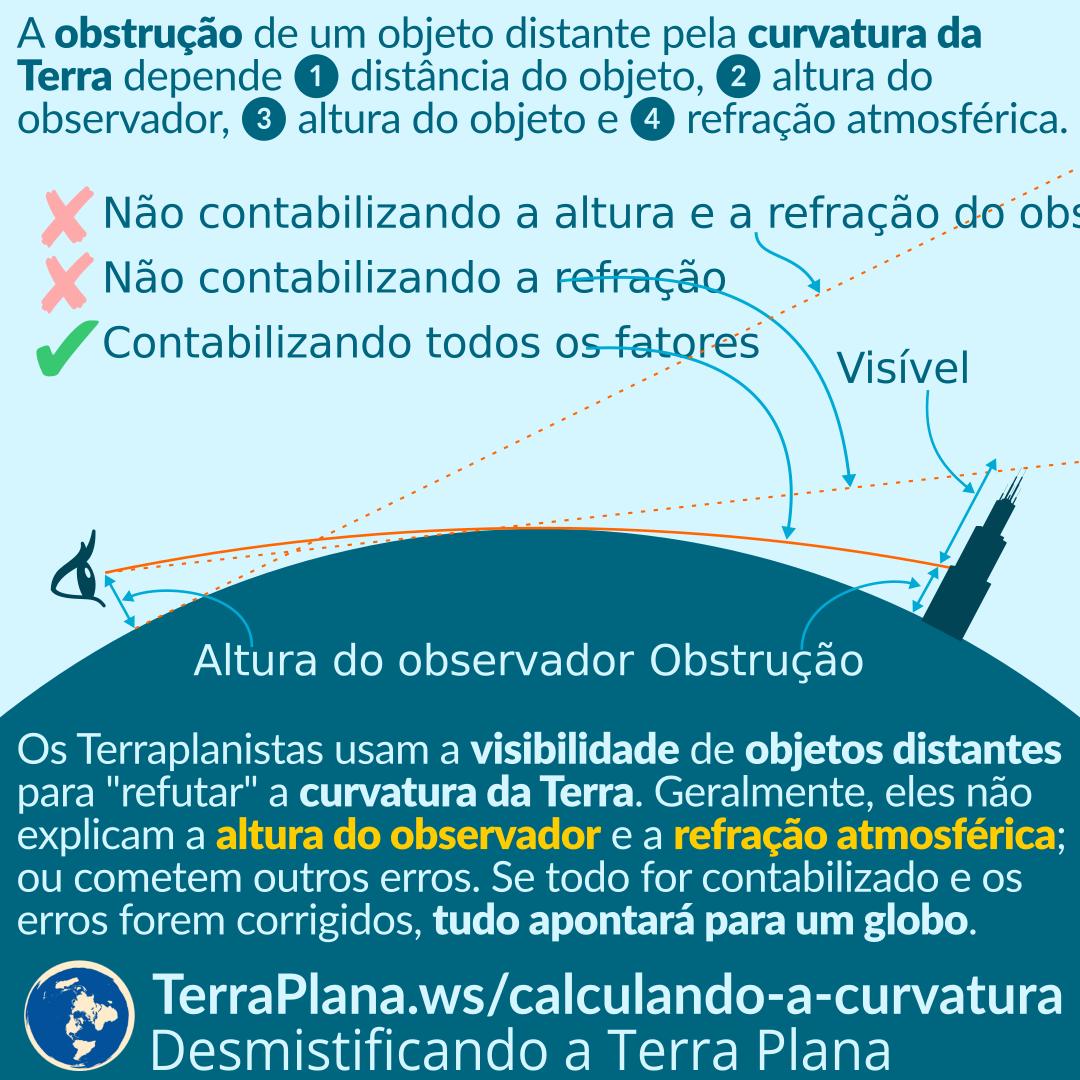 A obstrução de um objeto distante pela curvatura da
Terra depende 1 distância do objeto, 2 altura do
observador, 3 altura do objeto e 4 refração atmosférica.
Não contabilizando a altura e a refração do obs
Não contabilizando a refração
Contabilizando todos os fatores
Visível
Altura do observador Obstrução
Os Terraplanistas usam a visibilidade de objetos distantes
para "refutar" a curvatura da Terra. Geralmente, eles não
explicam a altura do observador e a refração atmosférica;
ou cometem outros erros. Se todo for contabilizado e os
erros forem corrigidos, tudo apontará para um globo.
TerraPlana.ws/calculando-a-curvatura
Desmistificando a Terra Plana